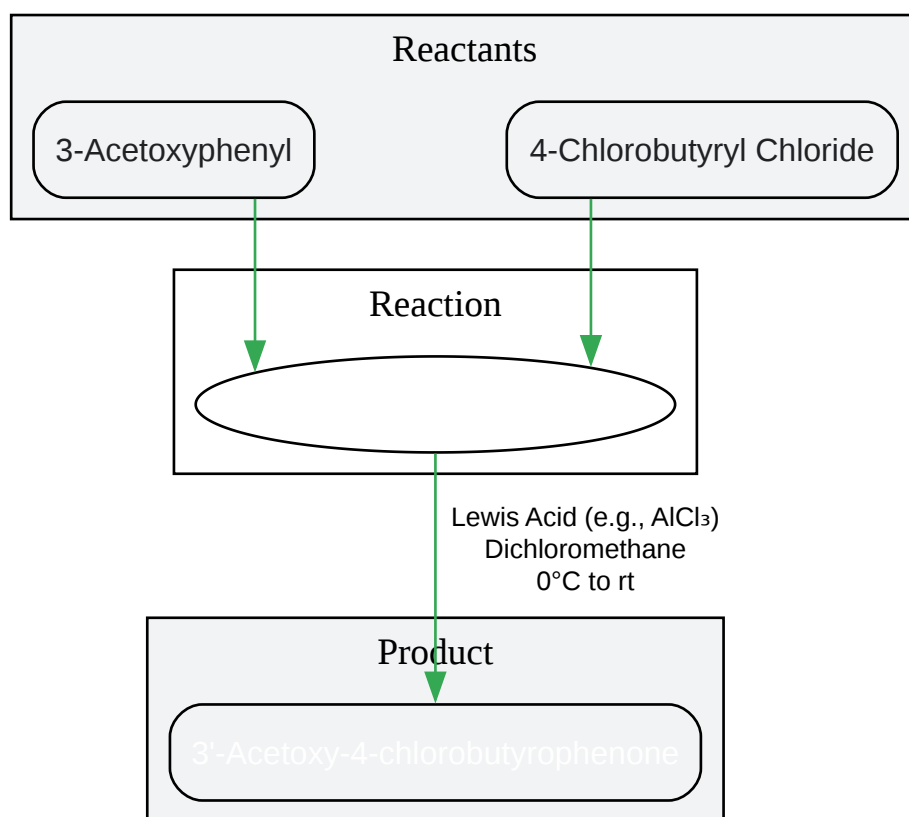 Reactants
3-Acetoxyphenyl
4-Chlorobutyryl Chloride
Reaction
Lewis Acid (e.g., AlCl₃)
Dichloromethane
0°C to rt
Product
3'-Acetoxy-4-chlorobutyrophenone